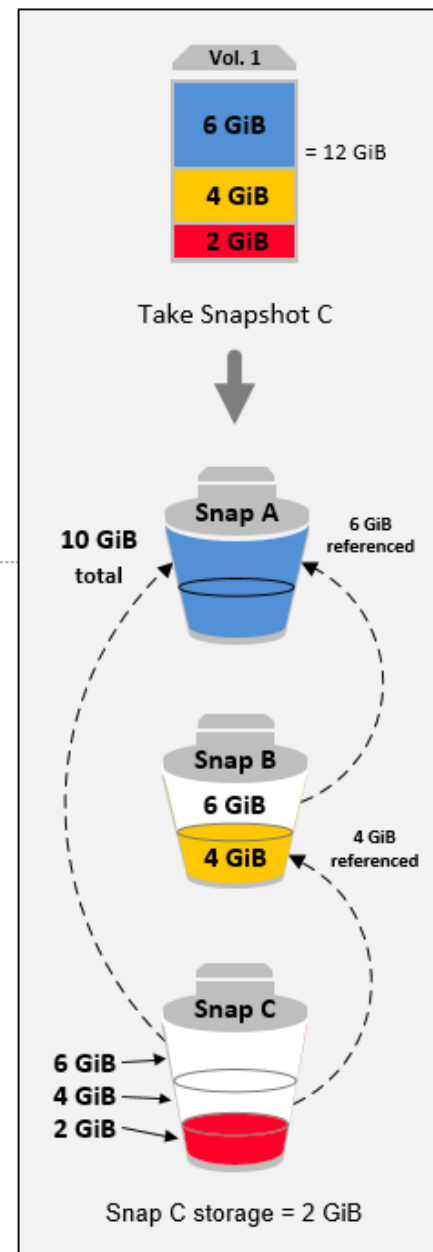 Vol. 1
6 GiB
= 12 GiB
4 GiB
2 GiB
Take Snapshot C
Snap A
10 GiB
total
6 GiB
referenced
Snap B
6 GiB
4 GiB
4 GiB
referenced
Snap C
6 GiB
4 GiB
2 GiB
Snap C storage = 2 GiB